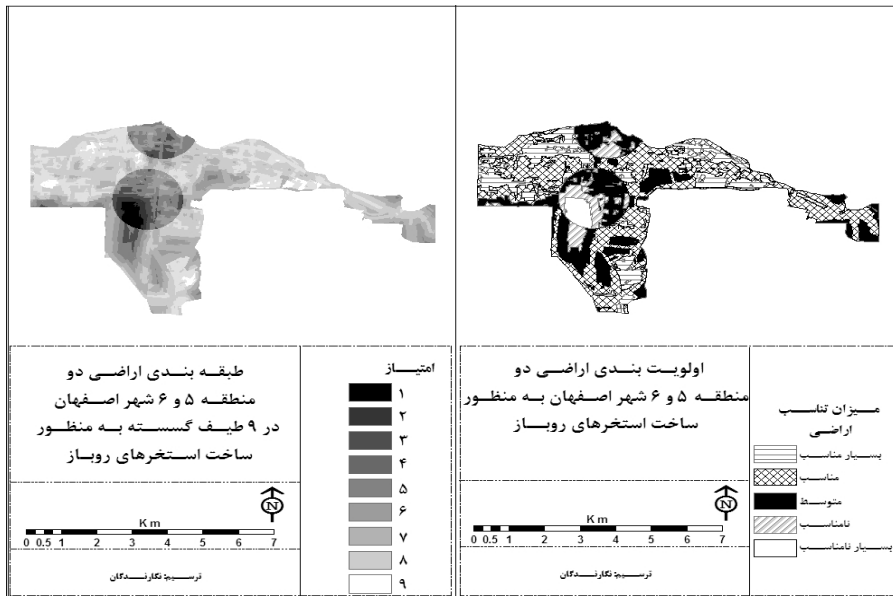 اولویت بندی اراضی دو
منطقه ۵ و ۶ شهر اصفهان به منظور
ساخت استخرهای روباز
میزان تناسب
اراضی
بسیار مناسب
مناسب
متوسط
نامناسب
بسیار نامناسب
N
Km
0 0.5 1 2 3 4 5 6 7
ترسیم: نگارندگان
طبقه بندی اراضی دو
منطقه ۵ و ۶ شهر اصفهان
در ۹ طیف گسسته به منظور
ساخت استخرهای روباز
امتیاز
۱
۲
۳
۴
۵
۶
۷
۸
۹
N
Km
0 0.5 1 2 3 4 5 6 7
ترسیم: نگارندگان